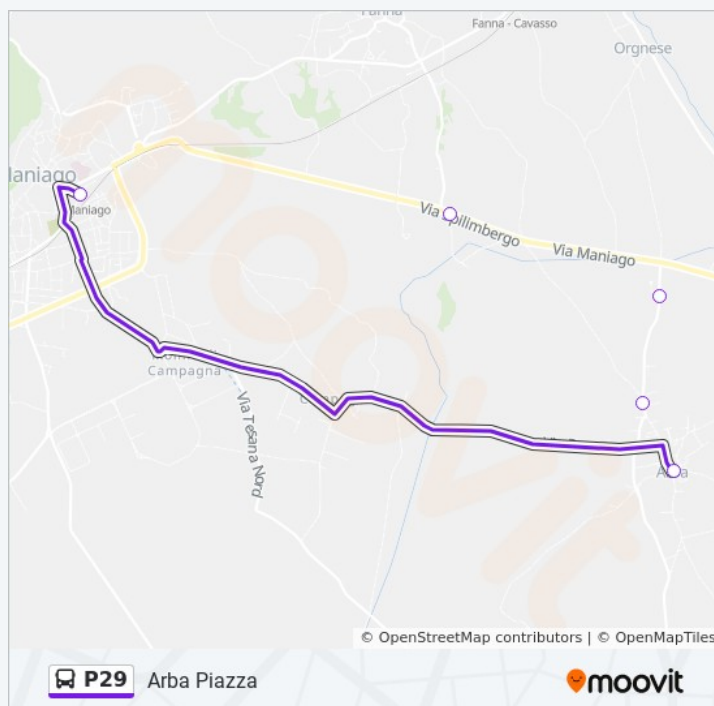 Fanna
Fanna - Cavasso
Orgnese
Maniago
Maniago
Via Spilimbergo
Via Maniago
Campagna
Via Tesana Nord
Arba
© OpenStreetMap contributors | © OpenMapTiles
P29 Arba Piazza
moovit